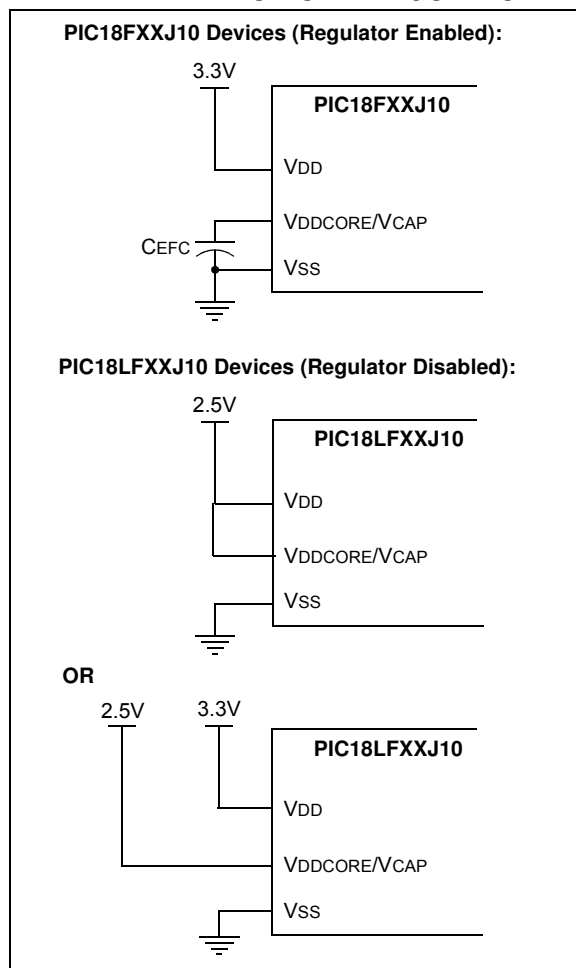 PIC18FXXJ10 Devices (Regulator Enabled):
3.3V
PIC18FXXJ10
VDD
VDDCORE/VCAP
CEFC
VSS
PIC18LFXXJ10 Devices (Regulator Disabled):
2.5V
PIC18LFXXJ10
VDD
VDDCORE/VCAP
VSS
OR
2.5V 3.3V
PIC18LFXXJ10
VDD
VDDCORE/VCAP
VSS